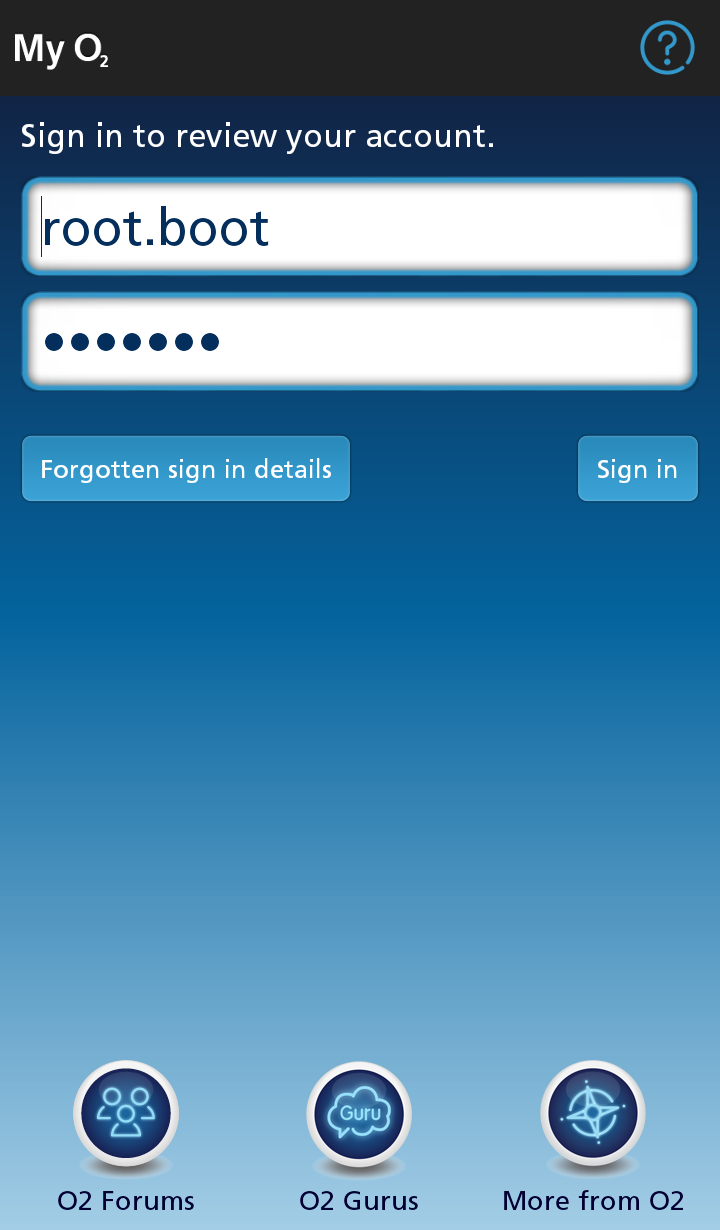 My O₂
Sign in to review your account.
root.boot
•••••••
Forgotten sign in details
Sign in
Guru
O2 Forums
O2 Gurus
More from O2